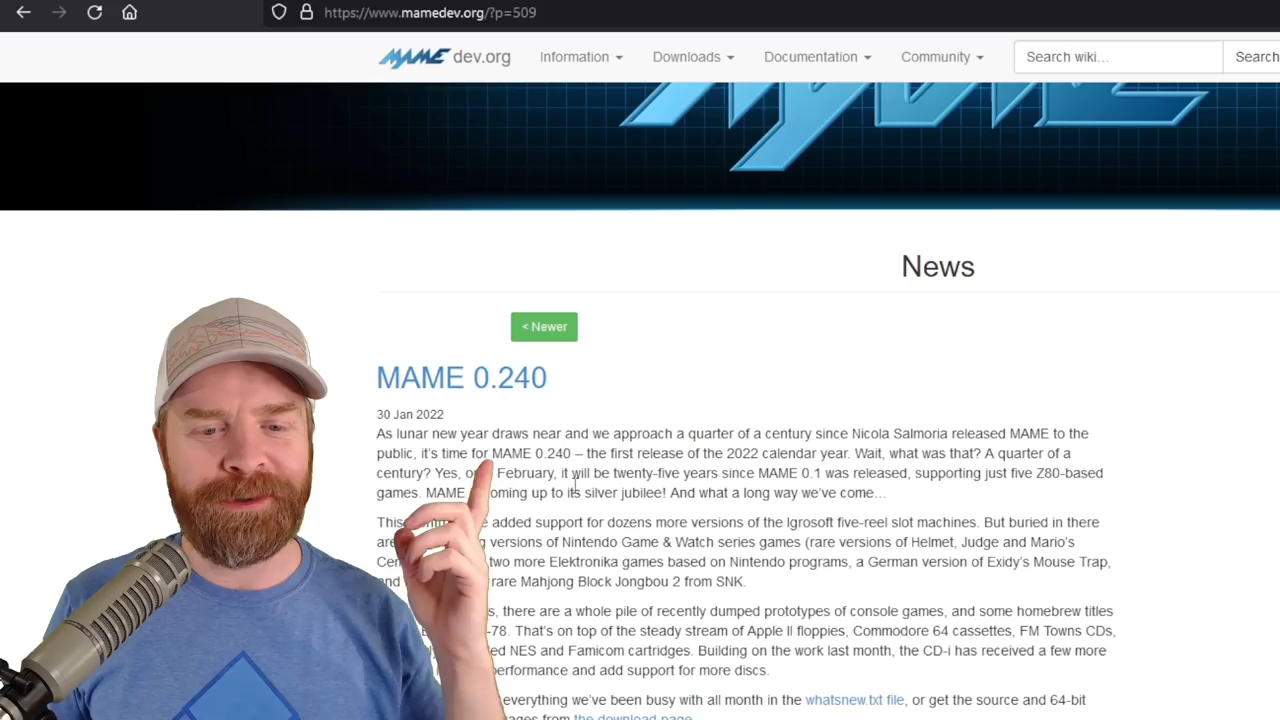 https://www.mamedev.org/?p=509
MAME dev.org Information Downloads Documentation Community Search wiki... Search
News
< Newer
MAME 0.240
30 Jan 2022
As lunar new year draws near and we approach a quarter of a century since Nicola Salmoria released MAME to the
public, it's time for MAME 0.240 – the first release of the 2022 calendar year. Wait, what was that? A quarter of a
century? Yes, February, it will be twenty-five years since MAME 0.1 was released, supporting just five Z80-based
games. MAME coming up to its silver jubilee! And what a long way we've come…
This added support for dozens more versions of the Igrosoft five-reel slot machines. But buried in there
are versions of Nintendo Game & Watch series games (rare versions of Helmet, Judge and Mario's
two more Elektronika games based on Nintendo programs, a German version of Exidy's Mouse Trap,
and rare Mahjong Block Jongbou 2 from SNK.
there are a whole pile of recently dumped prototypes of console games, and some homebrew titles
-78. That's on top of the steady stream of Apple II floppies, Commodore 64 cassettes, FM Towns CDs,
NES and Famicom cartridges. Building on the work last month, the CD-i has received a few more
performance and add support for more discs.
everything we've been busy with all month in the whatsnew.txt file, or get the source and 64-bit
the download page